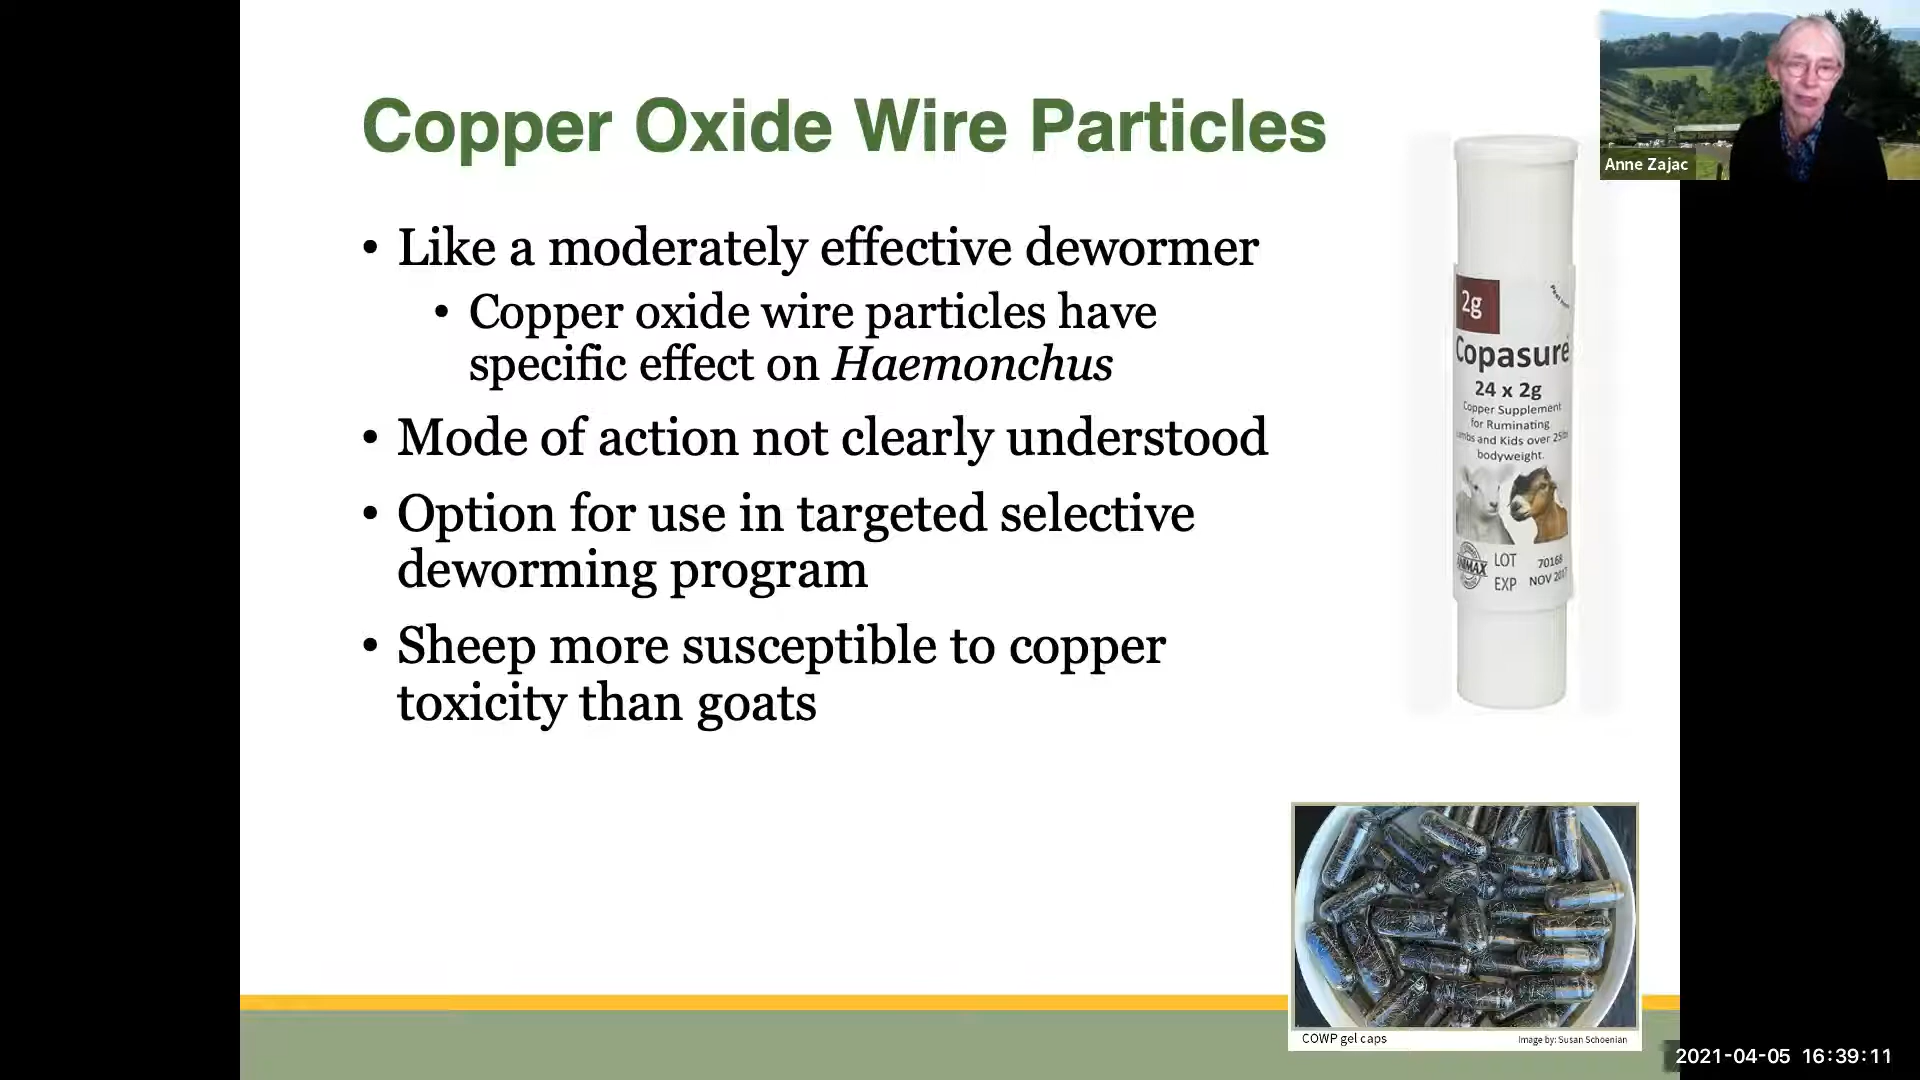 Copper Oxide Wire Particles
• Like a moderately effective dewormer
• Copper oxide wire particles have
specific effect on Haemonchus
• Mode of action not clearly understood
• Option for use in targeted selective
deworming program
• Sheep more susceptible to copper
toxicity than goats
Anne Zajac
2g
Copasure
24 x 2g
Copper Supplement
for Ruminating
and Kids over
bodyweight.
ANIMAX
LOT 70168
EXP NOV
COWP gel caps
Image by: Susan Schoenian
2021-04-05 16:39:11